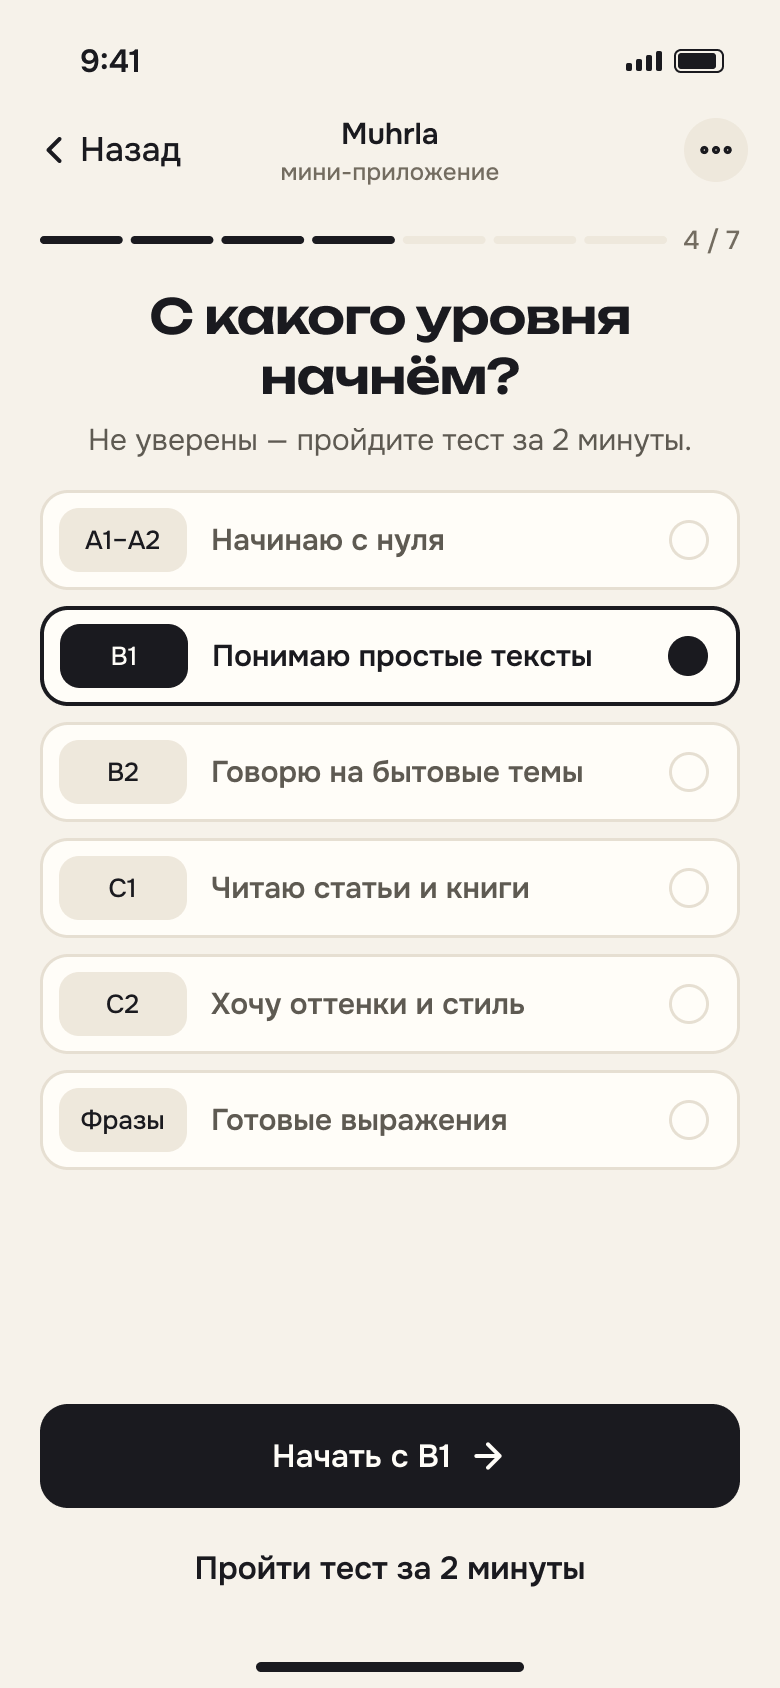 9:41
Назад
Muhrla
мини-приложение
4 / 7
С какого уровня
начнём?
Не уверены — пройдите тест за 2 минуты.
A1–A2 Начинаю с нуля
B1 Понимаю простые тексты
B2 Говорю на бытовые темы
C1 Читаю статьи и книги
C2 Хочу оттенки и стиль
Фразы Готовые выражения
Начать с B1 →
Пройти тест за 2 минуты